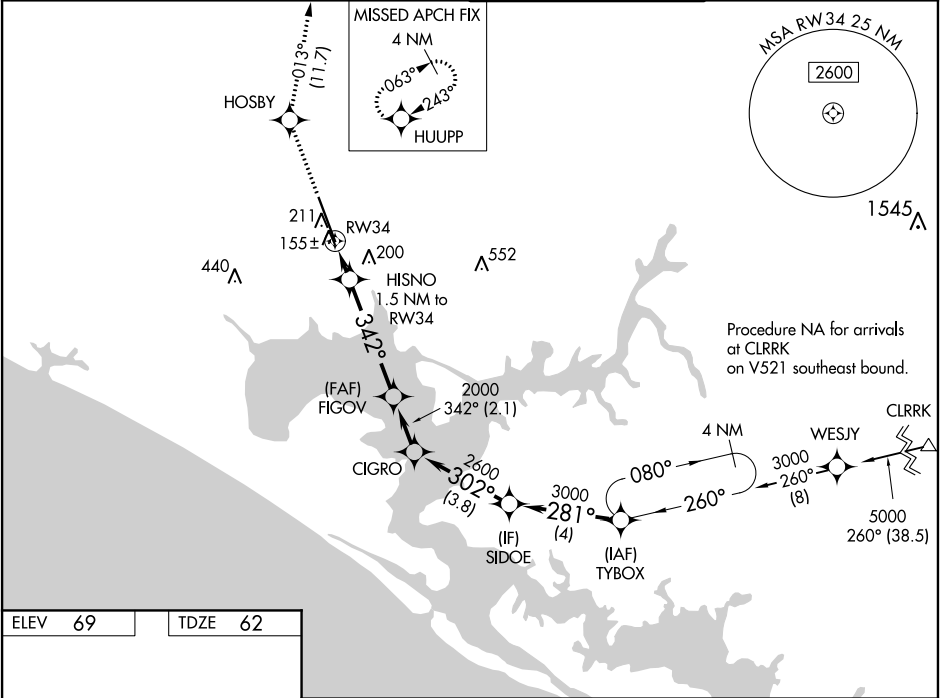 MISSED APCH FIX
4 NM
063°
243°
HUUPP
013°
(11.7)
HOSBY
MSA RW34 25 NM
2600
1545
211
RW34
155±
200
552
440
HISNO
1.5 NM to
RW34
342°
Procedure NA for arrivals
at CLRRK
on V521 southeast bound.
(FAF)
FIGOV
2000
342° (2.1)
CIGRO
2600
302°
(3.8)
(IF)
SIDOE
3000
281°
(4)
(IAF)
TYBOX
4 NM
080°
260°
WESJY
3000
260°
(8)
CLRRK
5000
260° (38.5)
ELEV 69
TDZE 62